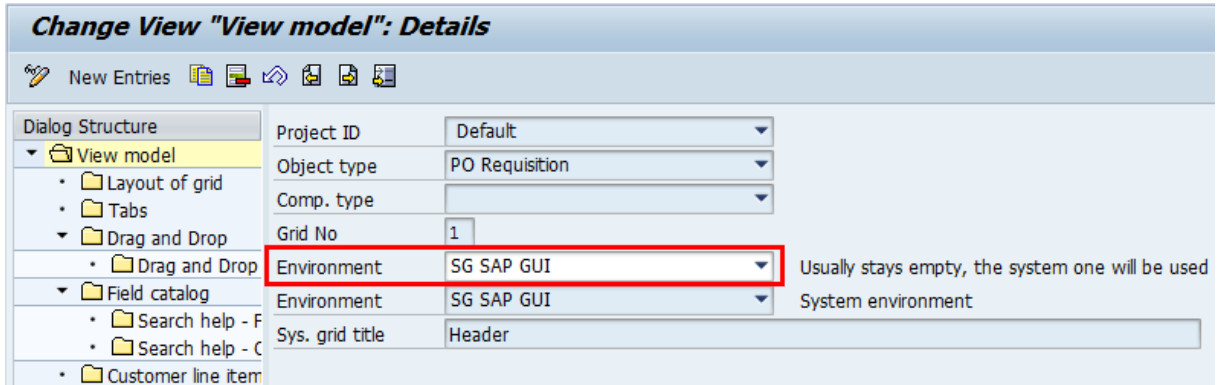 Change View "View model": Details
New Entries
Dialog Structure
View model
Layout of grid
Tabs
Drag and Drop
Drag and Drop
Field catalog
Search help - F
Search help - C
Customer line item
Project ID Default
Object type PO Requisition
Comp. type
Grid No 1
Environment SG SAP GUI Usually stays empty, the system one will be used
Environment SG SAP GUI System environment
Sys. grid title Header